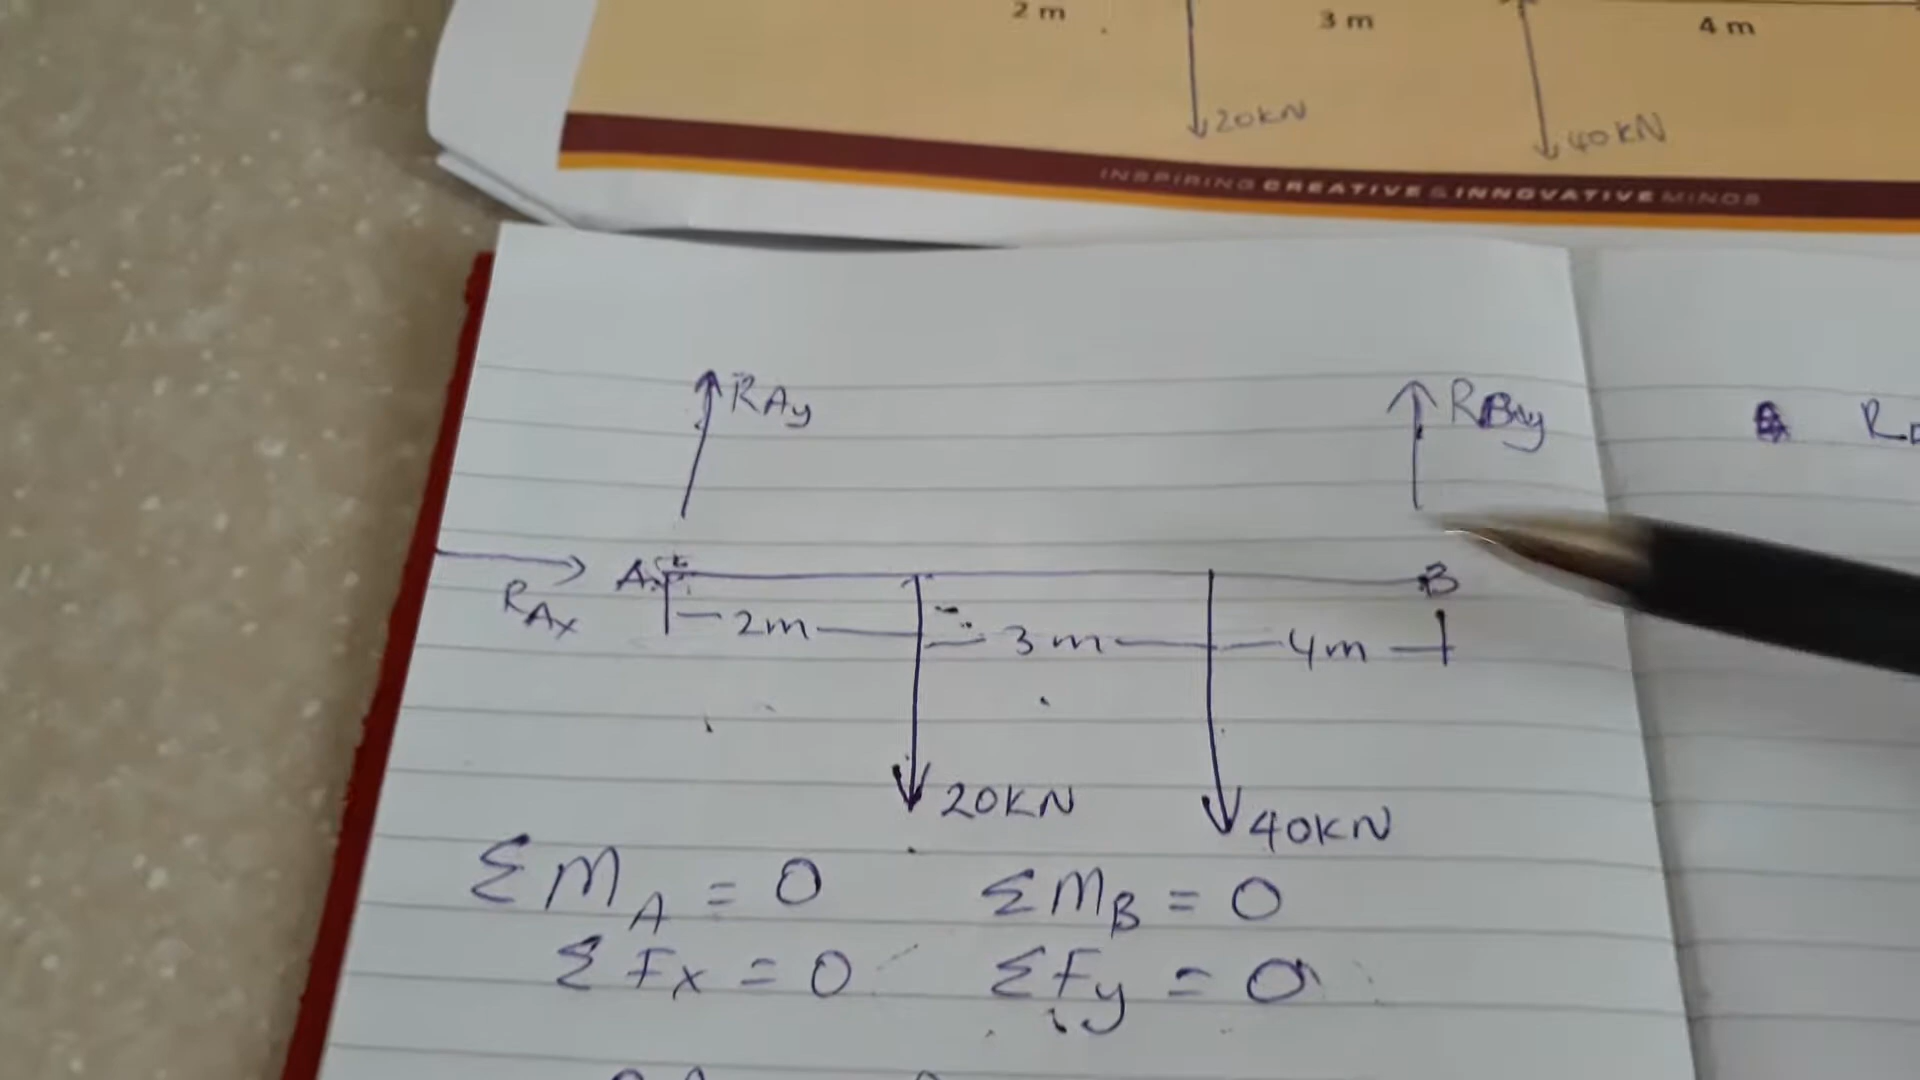 2 m 3 m 4 m
20KN 40KN
INSPIRING CREATIVE & INNOVATIVE MINDS
RAy RBy
RAx A B
2m 3m 4m
20KN 40KN
ΣMA = 0 ΣMB = 0
ΣFx = 0 ΣFy = 0